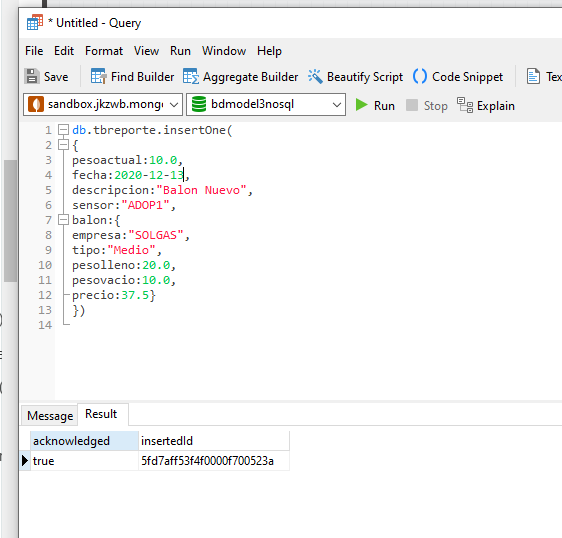 * Untitled - Query
File Edit Format View Run Window Help
Save Find Builder Aggregate Builder Beautify Script Code Snippet
sandbox.jkzwb.mong bdmodel3nosql Run Stop Explain
1 db.tbreporte.insertOne(
2 {
3 pesoactual:10.0,
4 fecha:2020-12-13,
5 descripcion:"Balon Nuevo",
6 sensor:"ADOP1",
7 balon:{
8 empresa:"SOLGAS",
9 tipo:"Medio",
10 pesolleno:20.0,
11 pesovacio:10.0,
12 precio:37.5}
13 })
14
Message Result
acknowledged insertedId
true 5fd7aff53f4f0000f700523a